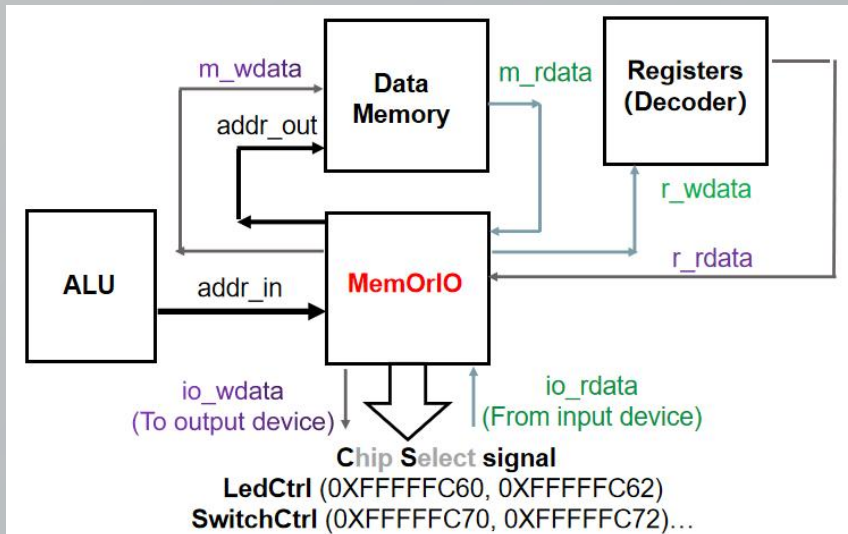 m_wdata
Data
Memory
m_rdata
Registers
(Decoder)
addr_out
r_wdata
ALU
addr_in
MemOrIO
r_rdata
io_wdata
(To output device)
io_rdata
(From input device)
Chip Select signal
LedCtrl (0XFFFFFC60, 0XFFFFFC62)
SwitchCtrl (0XFFFFFC70, 0XFFFFFC72)...